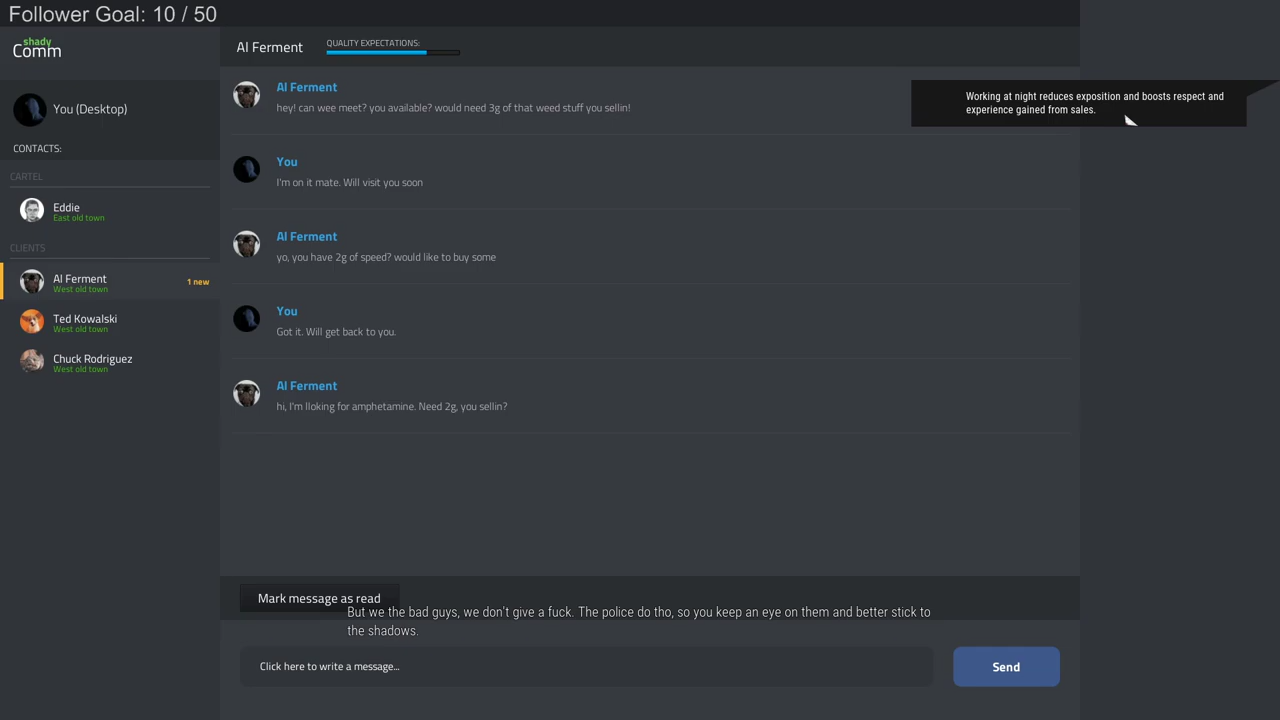 Follower Goal: 10 / 50
shady
Comm
You (Desktop)
CONTACTS:
CARTEL
Eddie
East old town
CLIENTS
Al Ferment
West old town
1 new
Ted Kowalski
West old town
Chuck Rodriguez
West old town
Al Ferment
QUALITY EXPECTATIONS:
Al Ferment
hey! can wee meet? you available? would need 3g of that weed stuff you sellin!
You
I'm on it mate. Will visit you soon
Al Ferment
yo, you have 2g of speed? would like to buy some
You
Got it. Will get back to you.
Al Ferment
hi, I'm lloking for amphetamine. Need 2g, you sellin?
Working at night reduces exposition and boosts respect and
experience gained from sales.
Mark message as read
But we the bad guys, we don't give a fuck. The police do tho, so you keep an eye on them and better stick to
the shadows.
Click here to write a message...
Send